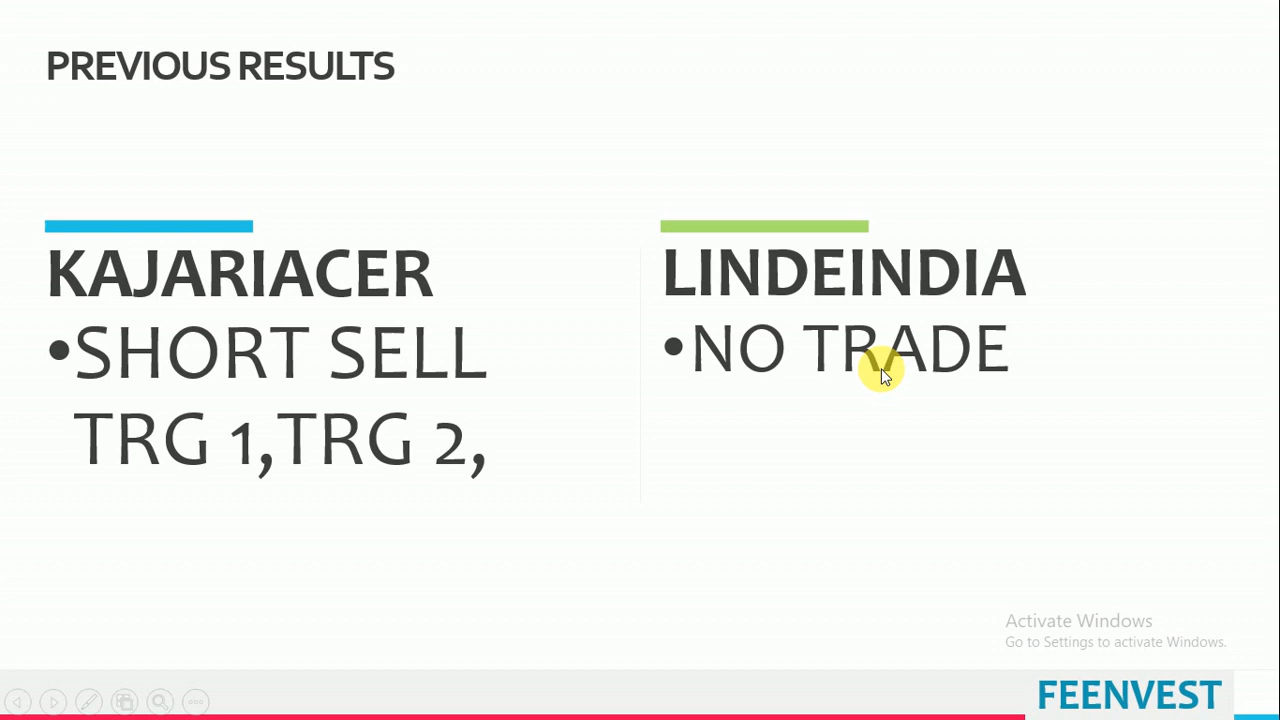 PREVIOUS RESULTS
KAJARIACER
•SHORT SELL
TRG 1,TRG 2,
LINDEINDIA
•NO TRADE
Activate Windows
Go to Settings to activate Windows.
FEENVEST